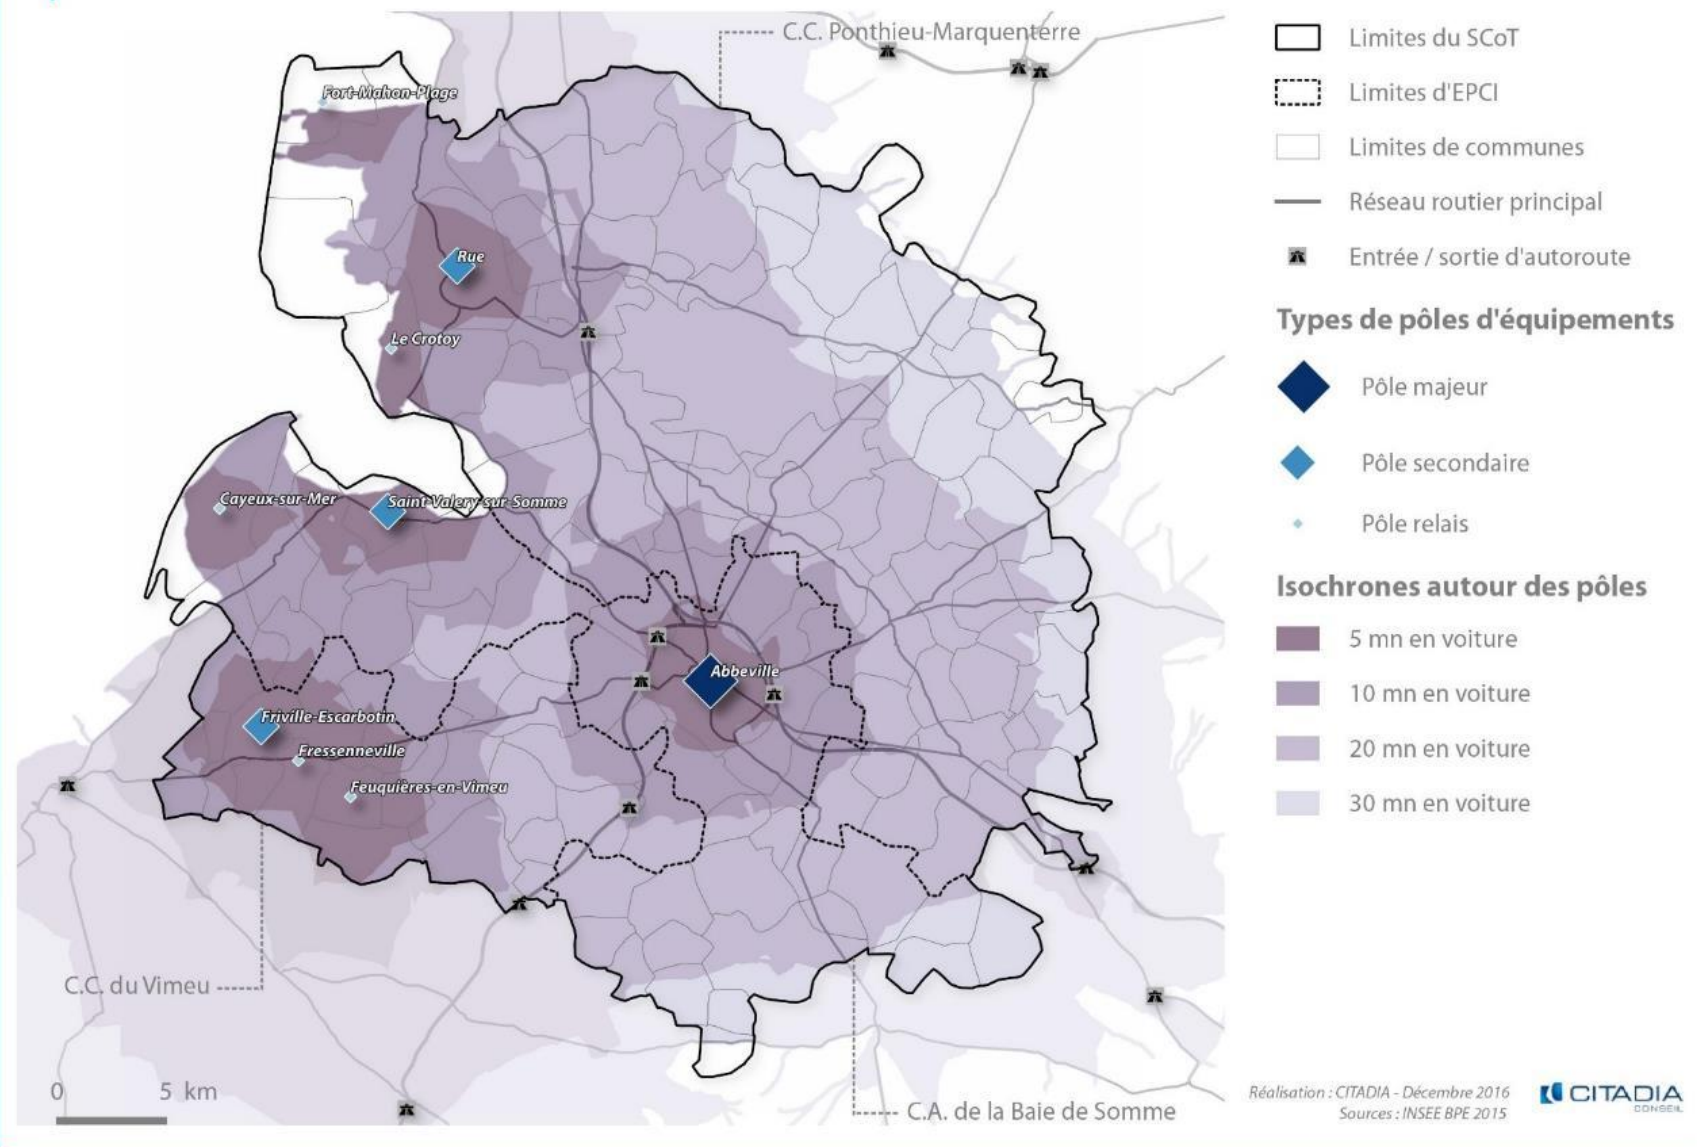 C.C. Ponthieu-Marquenterre
Fort-Mahon-Plage
Rue
Le Crotoy
Cayeux-sur-Mer
Saint-Valery-sur-Somme
Abbeville
Friville-Escarbotin
Fressenneville
Feuquières-en-Vimeu
C.C. du Vimeu
C.A. de la Baie de Somme
0 5 km
Limites du SCoT
Limites d'EPCI
Limites de communes
Réseau routier principal
Entrée / sortie d'autoroute
Types de pôles d'équipements
Pôle majeur
Pôle secondaire
Pôle relais
Isochrones autour des pôles
5 mn en voiture
10 mn en voiture
20 mn en voiture
30 mn en voiture
Réalisation : CITADIA - Décembre 2016
Sources : INSEE BPE 2015
CITADIA
CONSEIL